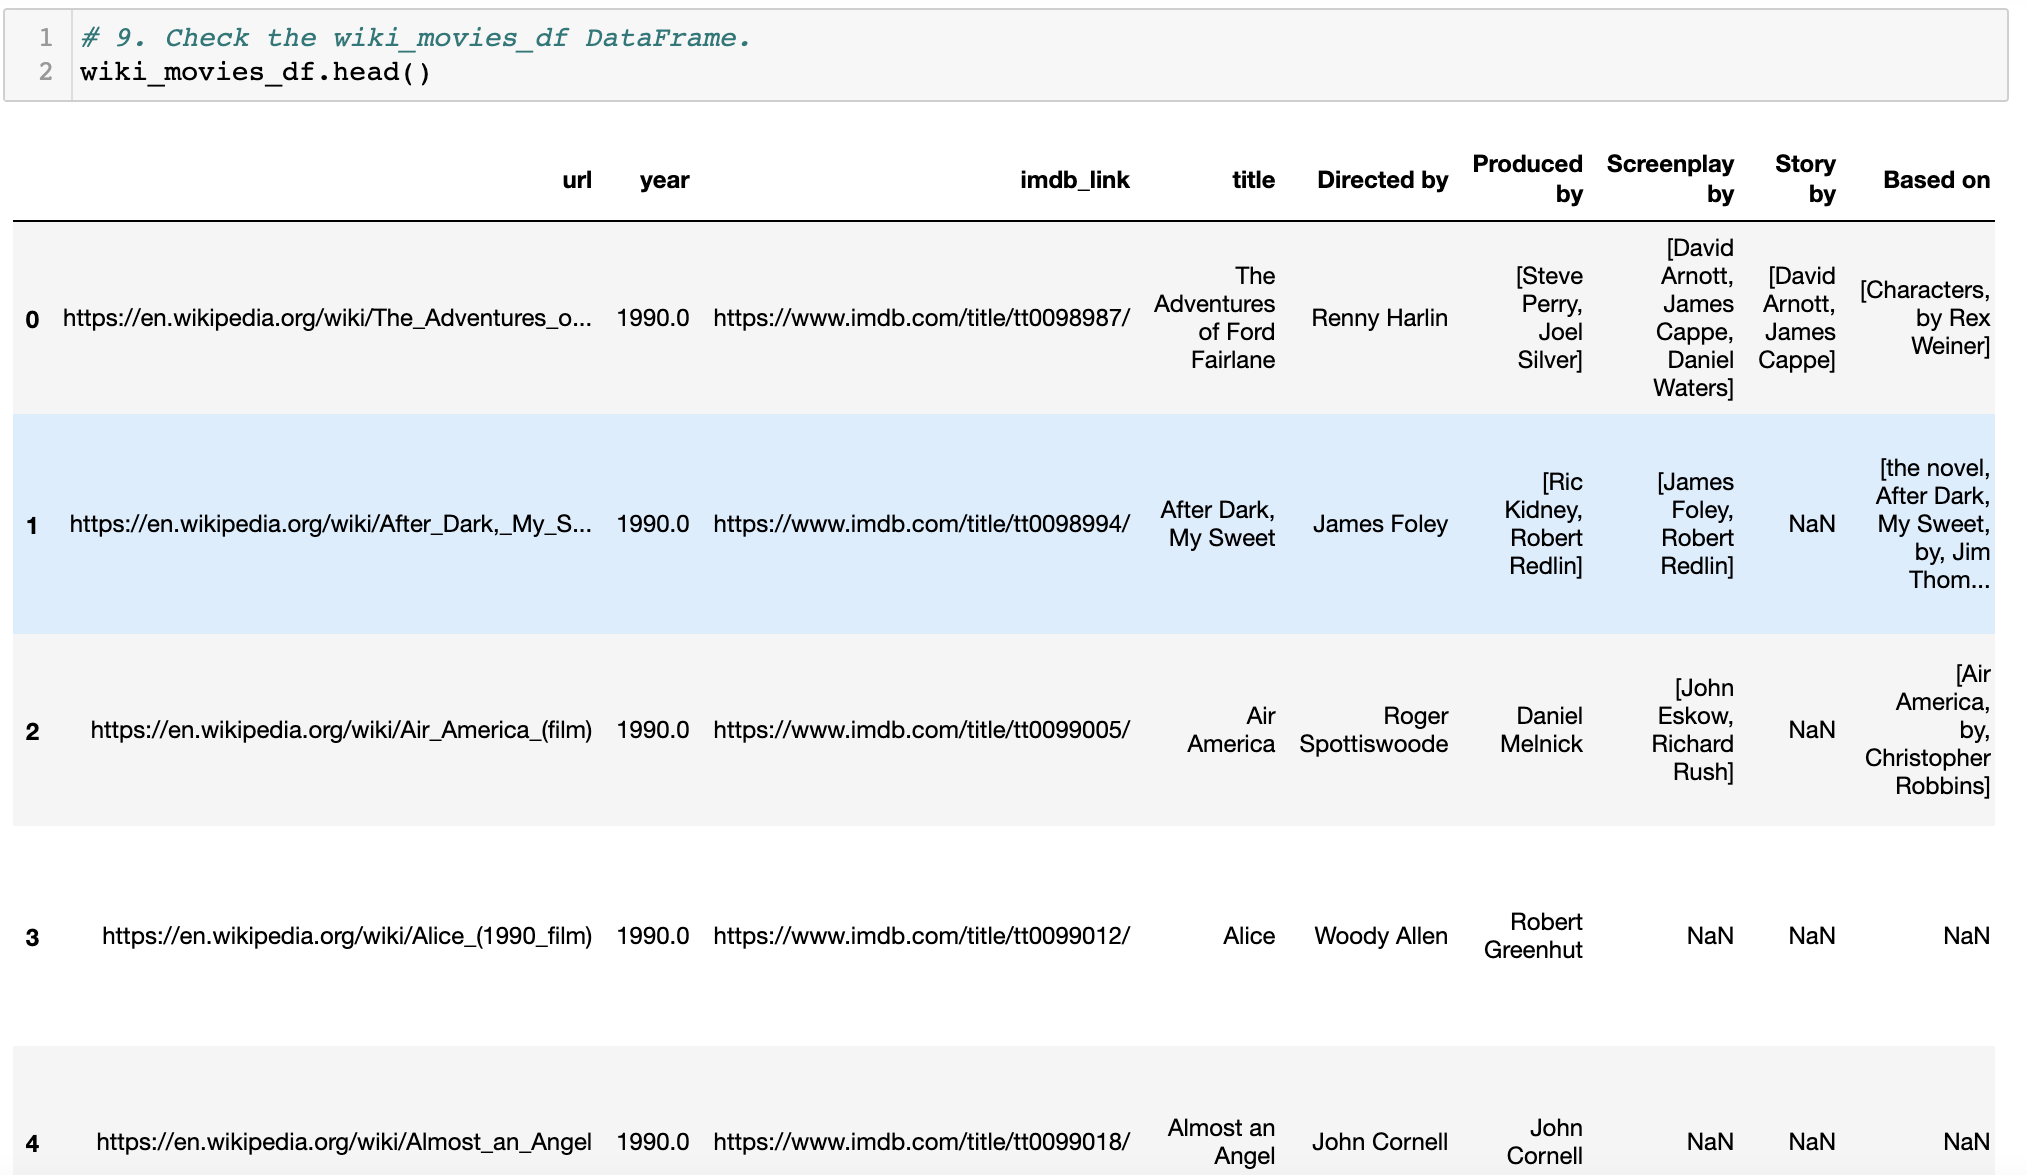 1 # 9. Check the wiki_movies_df DataFrame.
2 wiki_movies_df.head()
url year imdb_link title Directed by Produced by Screenplay by Story by Based on
0 https://en.wikipedia.org/wiki/The_Adventures_o... 1990.0 https://www.imdb.com/title/tt0098987/ The Adventures of Ford Fairlane Renny Harlin [Steve Perry, Joel Silver] [David Arnott, James Cappe, Daniel Waters] [David Arnott, James Cappe] [Characters, by Rex Weiner]
1 https://en.wikipedia.org/wiki/After_Dark,_My_S... 1990.0 https://www.imdb.com/title/tt0098994/ After Dark, My Sweet James Foley [Ric Kidney, Robert Redlin] [James Foley, Robert Redlin] NaN [the novel, After Dark, My Sweet, by, Jim Thom...
2 https://en.wikipedia.org/wiki/Air_America_(film) 1990.0 https://www.imdb.com/title/tt0099005/ Air America Roger Spottiswoode Daniel Melnick [John Eskow, Richard Rush] NaN [Air America, by, Christopher Robbins]
3 https://en.wikipedia.org/wiki/Alice_(1990_film) 1990.0 https://www.imdb.com/title/tt0099012/ Alice Woody Allen Robert Greenhut NaN NaN NaN
4 https://en.wikipedia.org/wiki/Almost_an_Angel 1990.0 https://www.imdb.com/title/tt0099018/ Almost an Angel John Cornell John Cornell NaN NaN NaN